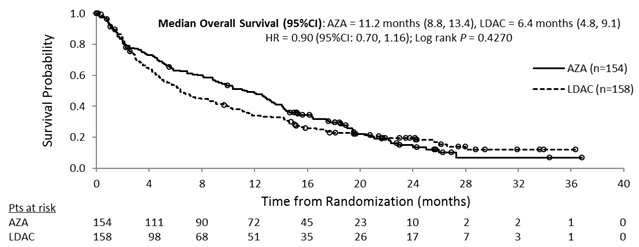 Median Overall Survival (95%CI): AZA = 11.2 months (8.8, 13.4), LDAC = 6.4 months (4.8, 9.1)
HR = 0.90 (95%CI: 0.70, 1.16); Log rank P = 0.4270
AZA (n=154)
LDAC (n=158)
Survival Probability
1.0
0.8
0.6
0.4
0.2
0.0
0 4 8 12 16 20 24 28 32 36 40
Time from Randomization (months)
Pts at risk
AZA 154 111 90 72 45 23 10 2 2 1 0
LDAC 158 98 68 51 35 26 17 7 3 1 0